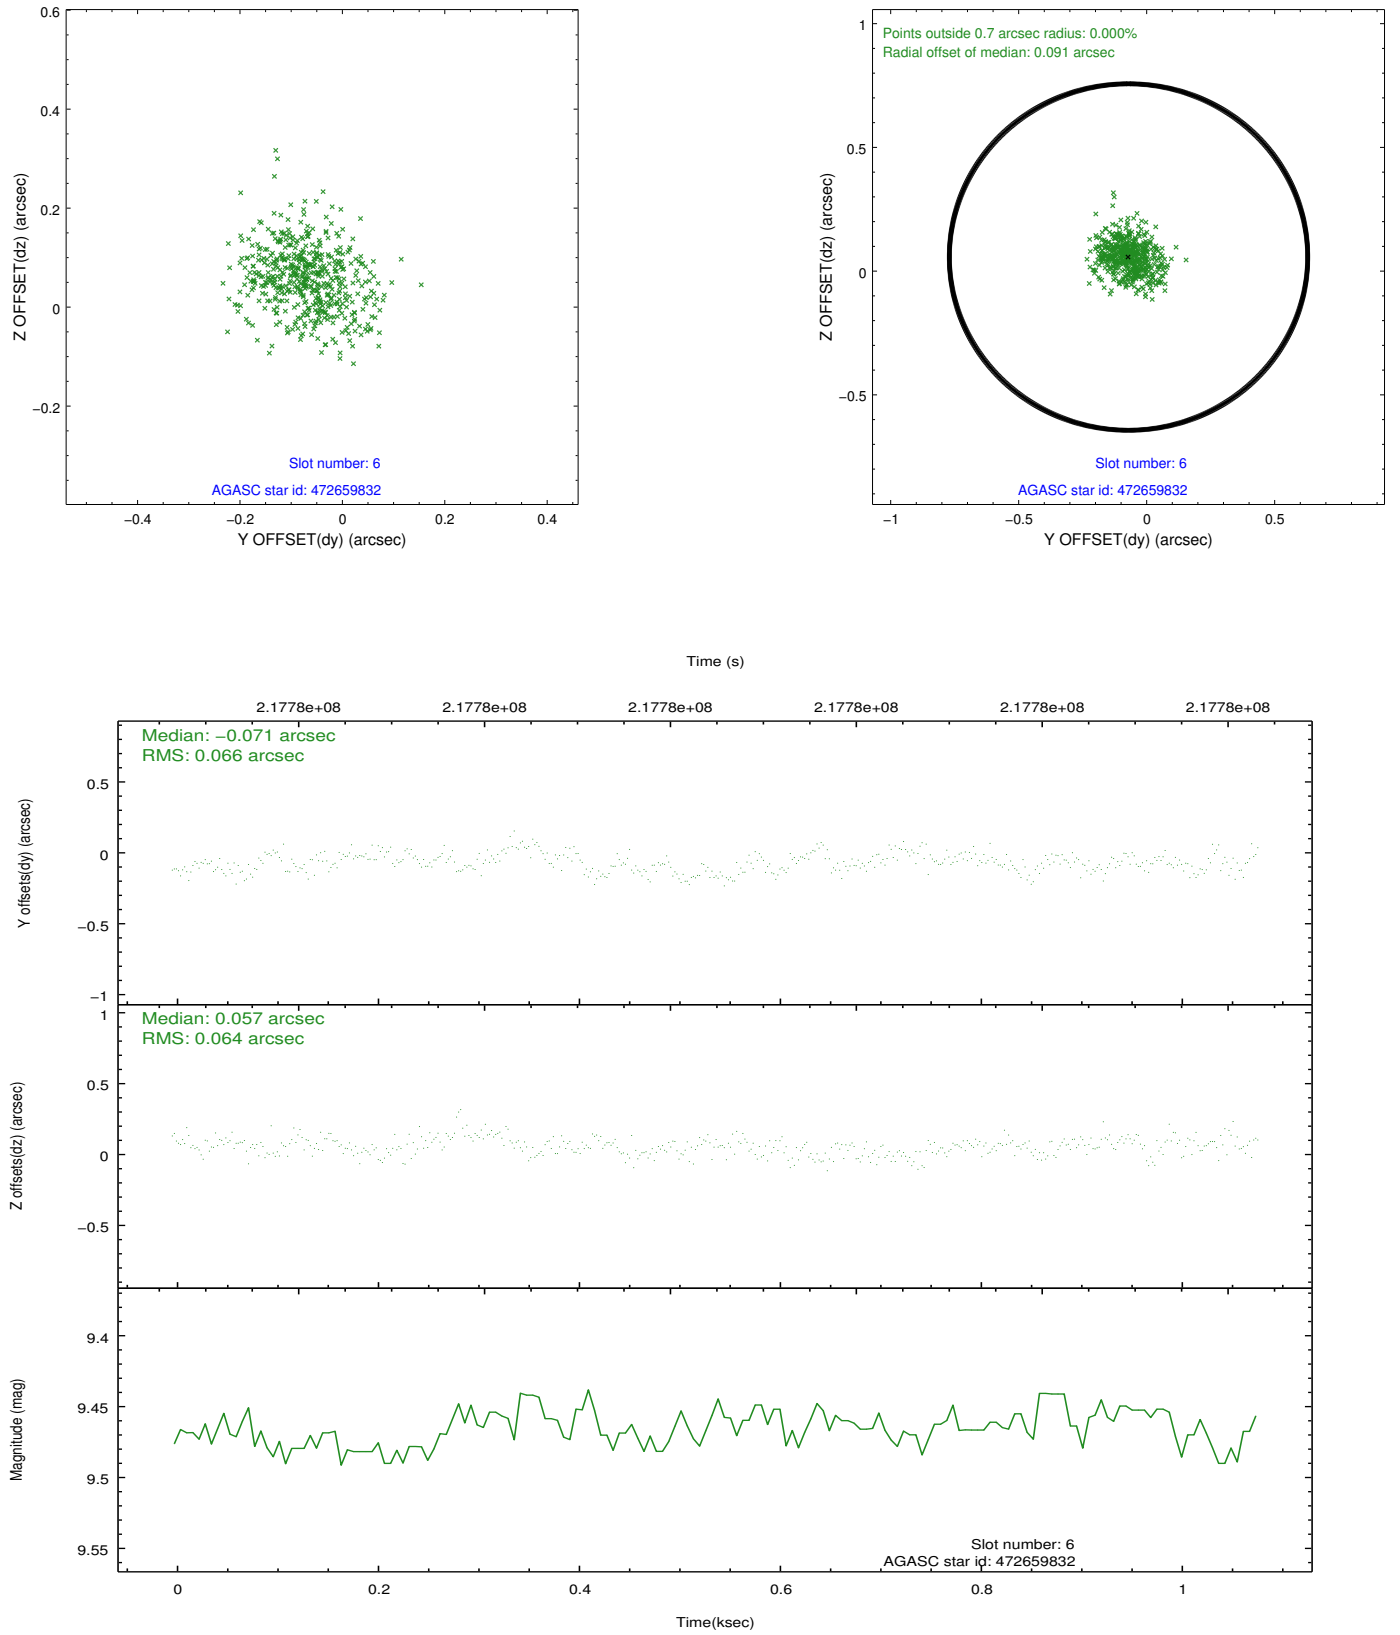 0.6
0.4
0.2
0
−0.2
Z OFFSET(dz) (arcsec)
Slot number: 6
AGASC star id: 472659832
−0.4
−0.2
0
0.2
0.4
Y OFFSET(dy) (arcsec)
Points outside 0.7 arcsec radius: 0.000%
Radial offset of median: 0.091 arcsec
1
0.5
0
−0.5
Z OFFSET(dz) (arcsec)
Slot number: 6
AGASC star id: 472659832
−1
−0.5
0
0.5
Y OFFSET(dy) (arcsec)
Time (s)
2.1778e+08 2.1778e+08 2.1778e+08 2.1778e+08 2.1778e+08 2.1778e+08
Median: −0.071 arcsec
RMS: 0.066 arcsec
0.5
0
−0.5
−1
Y offsets(dy) (arcsec)
Median: 0.057 arcsec
RMS: 0.064 arcsec
1
0.5
0
−0.5
Z offsets(dz) (arcsec)
9.4
9.45
9.5
9.55
Magnitude (mag)
Slot number: 6
AGASC star id: 472659832
0
0.2
0.4
0.6
0.8
1
Time(ksec)